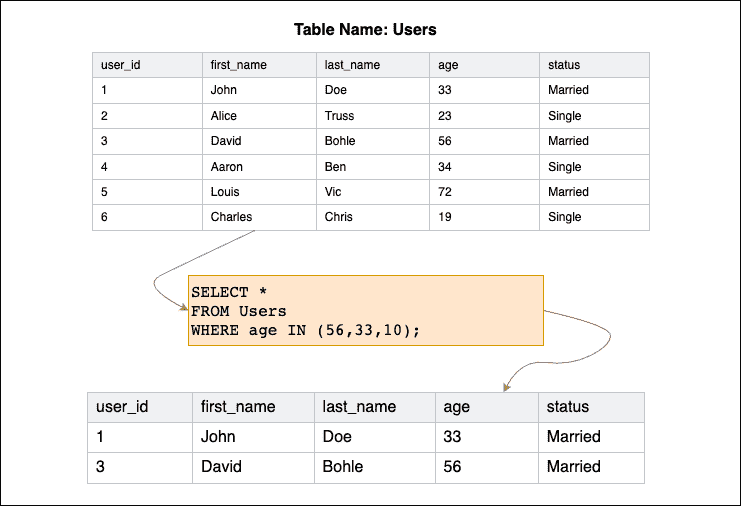 Table Name: Users
user_id first_name last_name age status
1 John Doe 33 Married
2 Alice Truss 23 Single
3 David Bohle 56 Married
4 Aaron Ben 34 Single
5 Louis Vic 72 Married
6 Charles Chris 19 Single
SELECT *
FROM Users
WHERE age IN (56,33,10);
user_id first_name last_name age status
1 John Doe 33 Married
3 David Bohle 56 Married